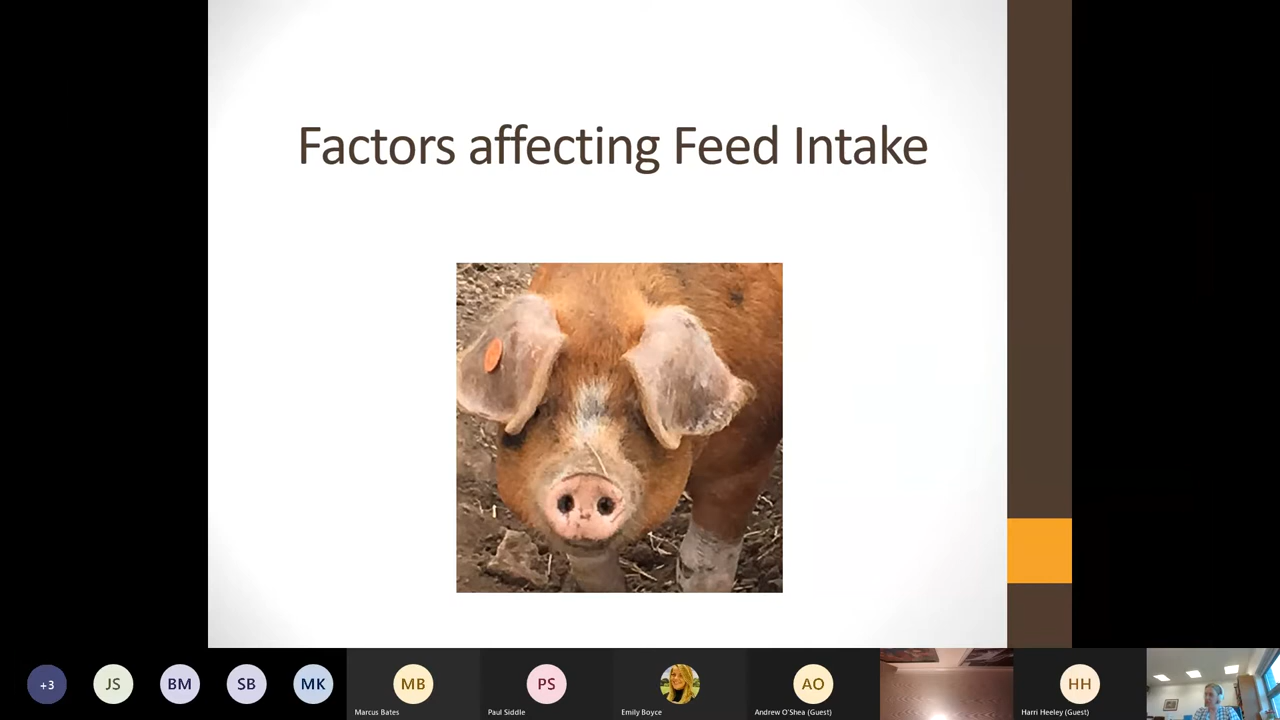 Factors affecting Feed Intake
+3
JS
BM
SB
MK
MB
PS
AO
HH
Marcus Bates
Paul Siddle
Emily Boyce
Andrew O'Shea (Guest)
Harri Heeley (Guest)